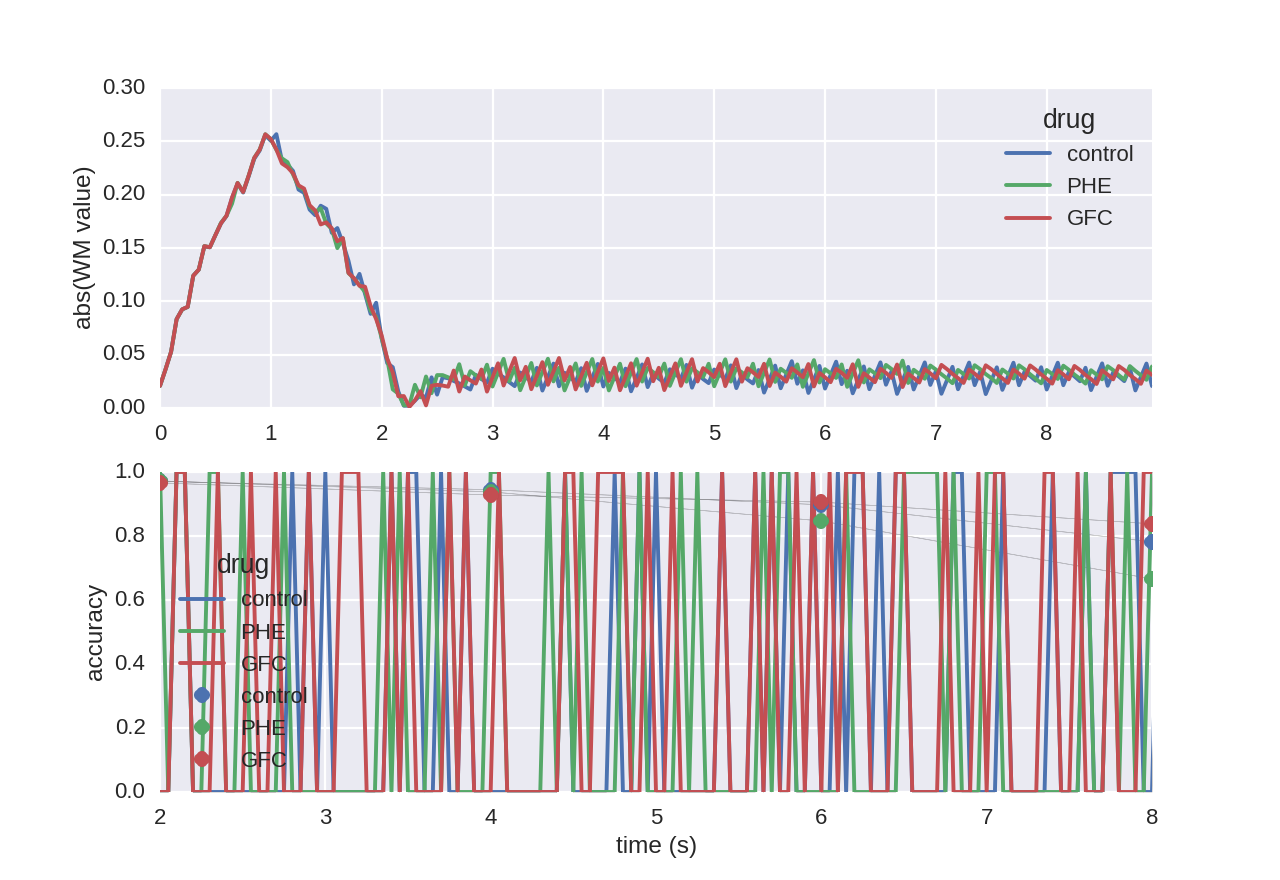 0.30
0.25
0.20
0.15
0.10
0.05
0.00
abs(WM value)
drug
control
PHE
GFC
0 1 2 3 4 5 6 7 8
1.0
0.8
0.6
0.4
0.2
0.0
accuracy
drug
control
PHE
GFC
control
PHE
GFC
2 3 4 5 6 7 8
time (s)